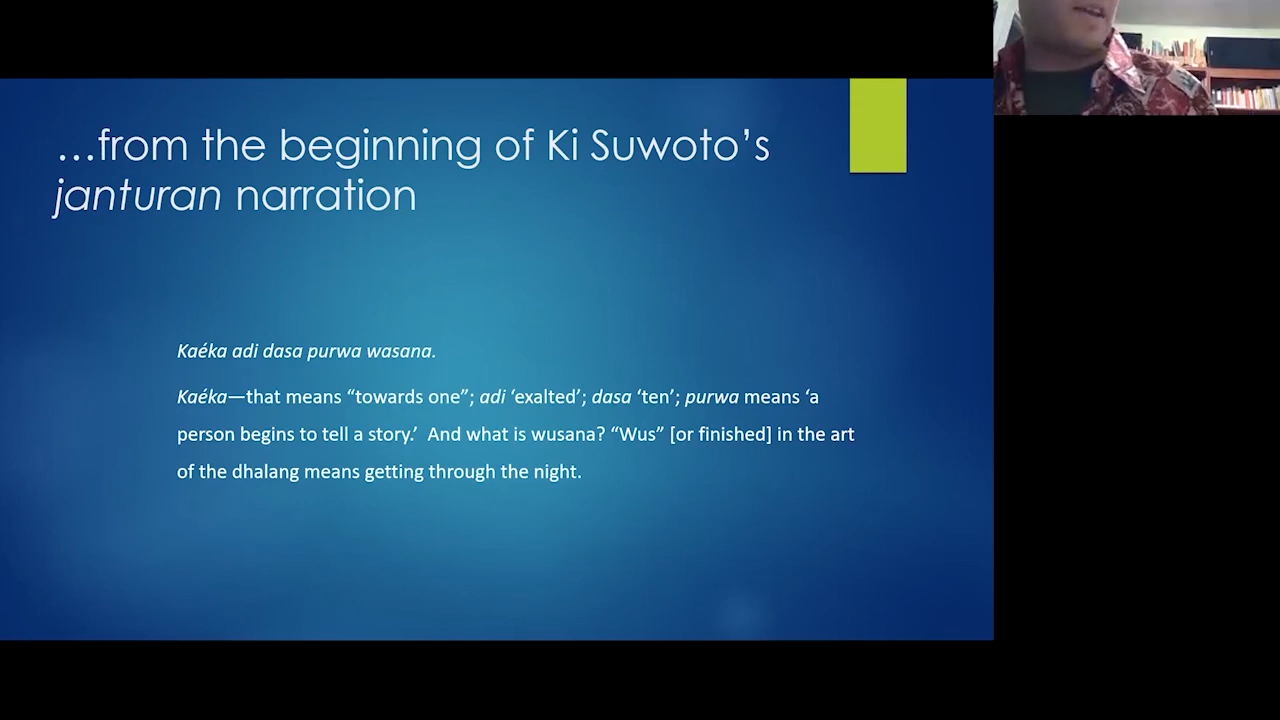 …from the beginning of Ki Suwoto’s
janturan narration
Kaéka adi dasa purwa wasana.
Kaéka—that means “towards one”; adi ‘exalted’; dasa ‘ten’; purwa means ‘a
person begins to tell a story.’  And what is wusana? “Wus” [or finished] in the art
of the dhalang means getting through the night.